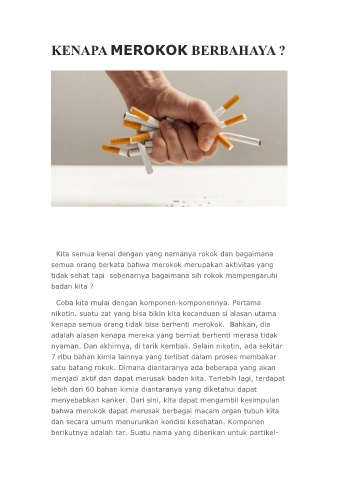 KENAPA MEROKOK BERBAHAYA ?
Kita semua kenal dengan yang namanya rokok dan bagaimana
semua orang berkata bahwa merokok merupakan aktivitas yang
tidak sehat tapi  sebenarnya bagaimana sih rokok mempengaruhi
badan kita ?
Coba kita mulai dengan komponen-komponennya. Pertama
nikotin. suatu zat yang bisa bikin kita kecanduan si alasan utama
kenapa semua orang tidak bisa berhenti merokok.  Bahkan, dia
adalah alasan kenapa mereka yang berniat berhenti merasa tidak
nyaman. Dan akhirnya, di tarik kembali. Selain nikotin, ada sekitar
7 ribu bahan kimia lainnya yang terlibat dalam proses membakar
satu batang rokok. Dimana diantaranya ada beberapa yang akan
menjadi aktif dan dapat merusak badan kita. Terlebih lagi, terdapat
lebih dari 60 bahan kimia diantaranya yang diketahui dapat
menyebabkan kanker. Dari sini, kita dapat mengambil kesimpulan
bahwa merokok dapat merusak berbagai macam organ tubuh kita
dan secara umum menurunkan kondisi kesehatan. Komponen
berikutnya adalah tar. Suatu nama yang diberikan untuk partikel-